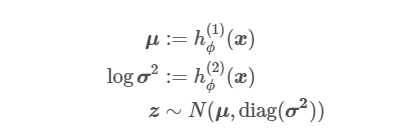 μ := h_ϕ^{(1)}(x)
log σ² := h_ϕ^{(2)}(x)
z ∼ N(μ, diag(σ²))